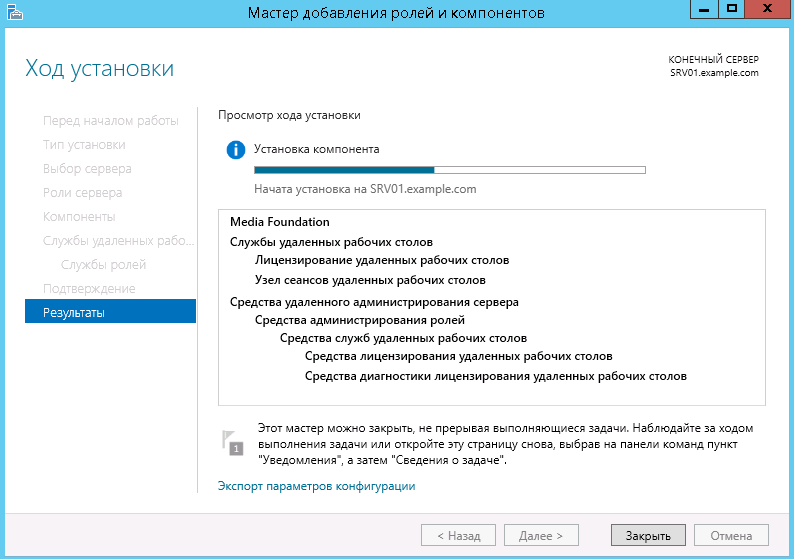 Мастер добавления ролей и компонентов
Ход установки
КОНЕЧНЫЙ СЕРВЕР
SRV01.example.com
Перед началом работы
Тип установки
Выбор сервера
Роли сервера
Компоненты
Службы удаленных рабо...
Службы ролей
Подтверждение
Результаты
Просмотр хода установки
Установка компонента
Начата установка на SRV01.example.com
Media Foundation
Службы удаленных рабочих столов
Лицензирование удаленных рабочих столов
Узел сеансов удаленных рабочих столов
Средства удаленного администрирования сервера
Средства администрирования ролей
Средства служб удаленных рабочих столов
Средства лицензирования удаленных рабочих столов
Средства диагностики лицензирования удаленных рабочих столов
1
Этот мастер можно закрыть, не прерывая выполняющиеся задачи. Наблюдайте за ходом
выполнения задачи или откройте эту страницу снова, выбрав на панели команд пункт
"Уведомления", а затем "Сведения о задаче".
Экспорт параметров конфигурации
< Назад
Далее >
Закрыть
Отмена